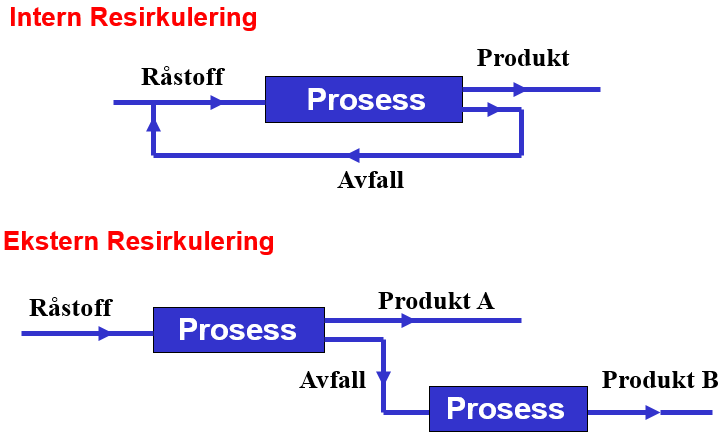 Intern Resirkulering
Produkt
Råstoff
Prosess
Avfall
Ekstern Resirkulering
Råstoff
Produkt A
Prosess
Avfall
Produkt B
Prosess